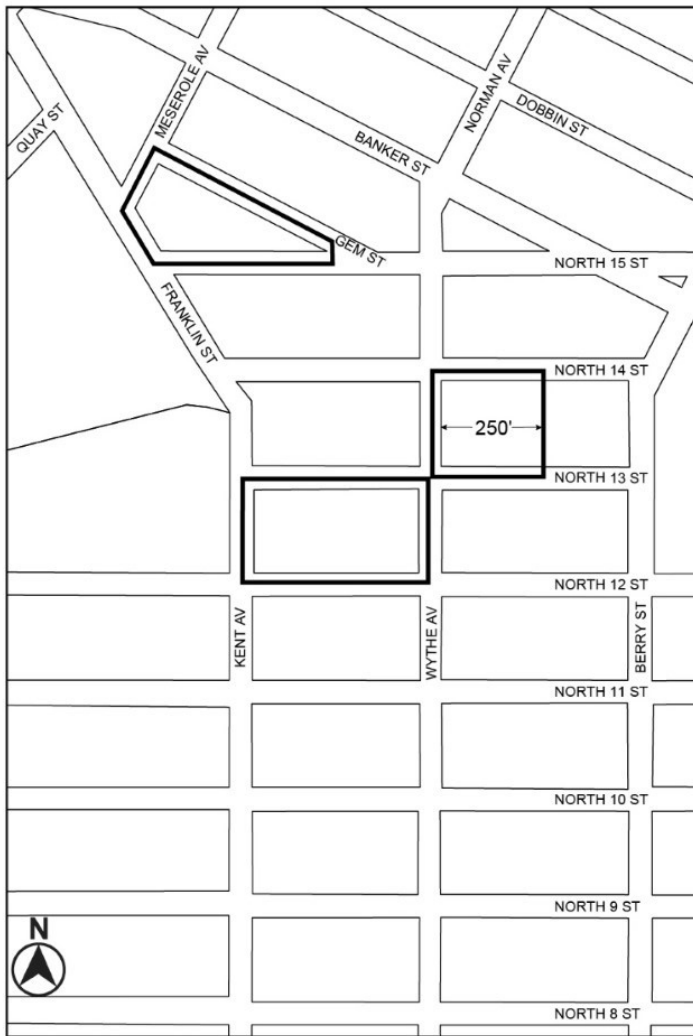 MESEROLE AV
NORMAN AV
DOBBIN ST
QUAY ST
BANKER ST
GEM ST
NORTH 15 ST
FRANKLIN ST
NORTH 14 ST
250'
NORTH 13 ST
NORTH 12 ST
KENT AV
WYTHE AV
BERRY ST
NORTH 11 ST
NORTH 10 ST
NORTH 9 ST
N
NORTH 8 ST